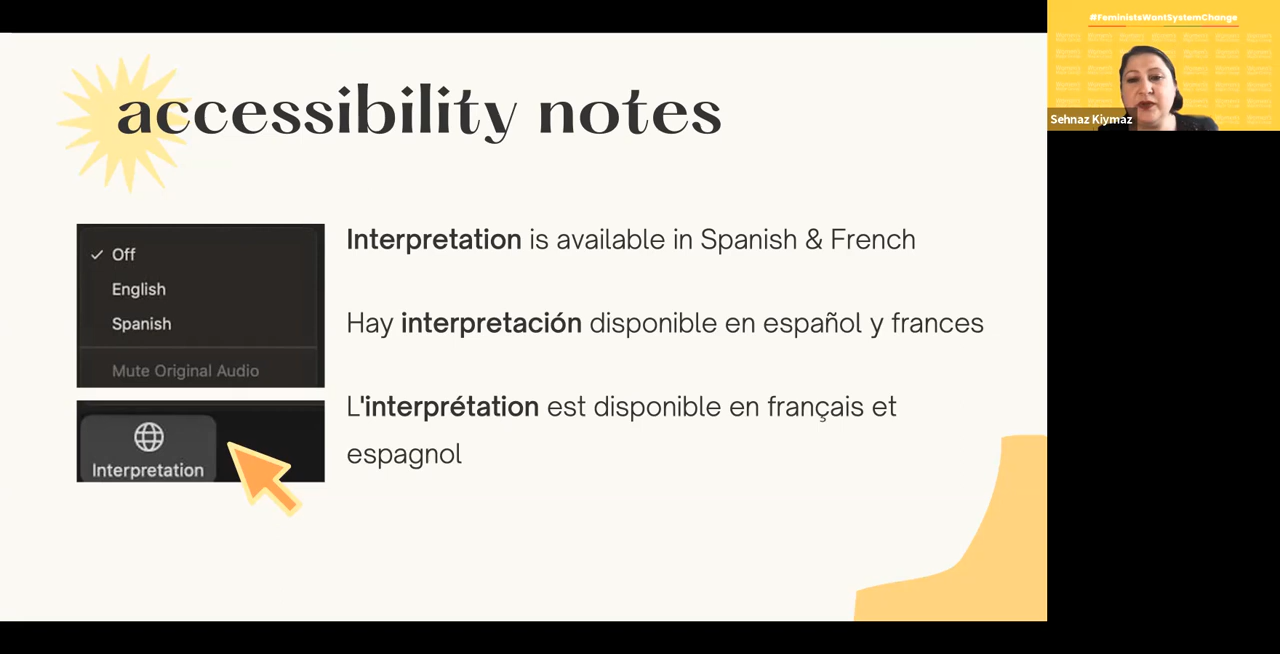 accessibility notes
Off
English
Spanish
Mute Original Audio
Interpretation
Interpretation is available in Spanish & French
Hay interpretación disponible en español y frances
L'interprétation est disponible en français et
espagnol
#FeministsWantSystemChange
Sehnaz Kiymaz